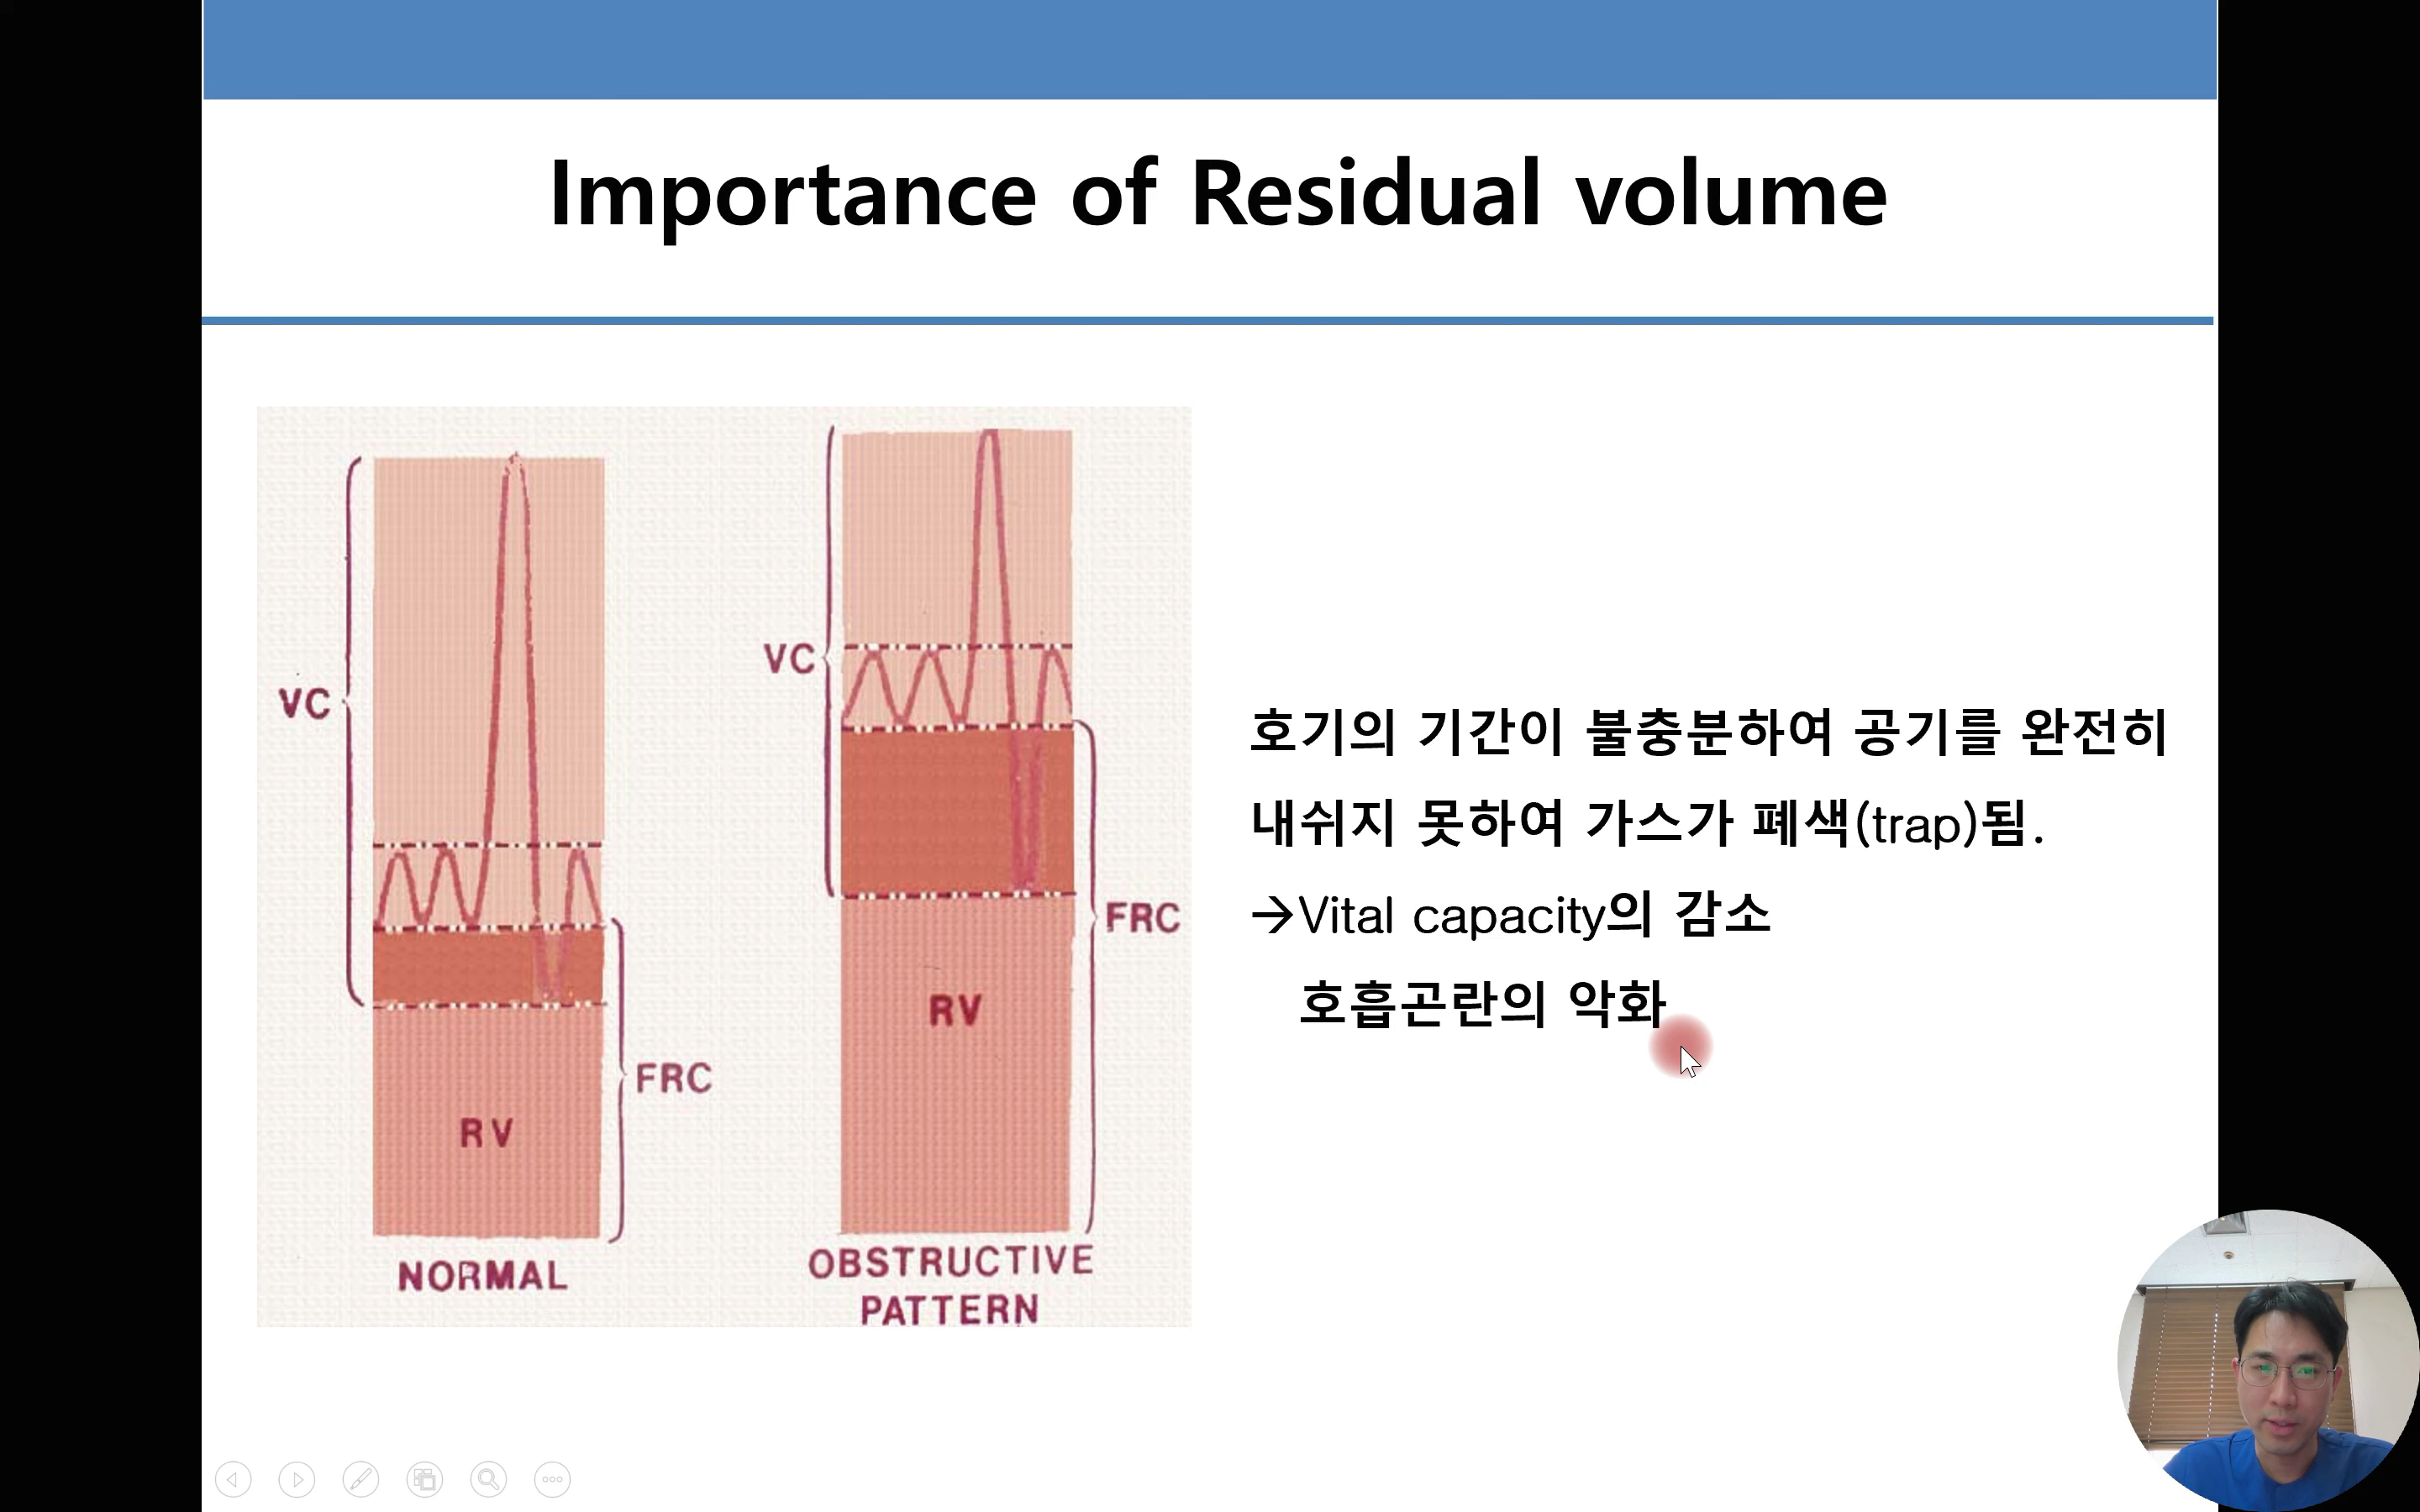 Importance of Residual volume
VC
RV
FRC
NORMAL
VC
RV
FRC
OBSTRUCTIVE
PATTERN
호기의 기간이 불충분하여 공기를 완전히
내쉬지 못하여 가스가 폐색(trap)됨.
→Vital capacity의 감소
호흡곤란의 악화